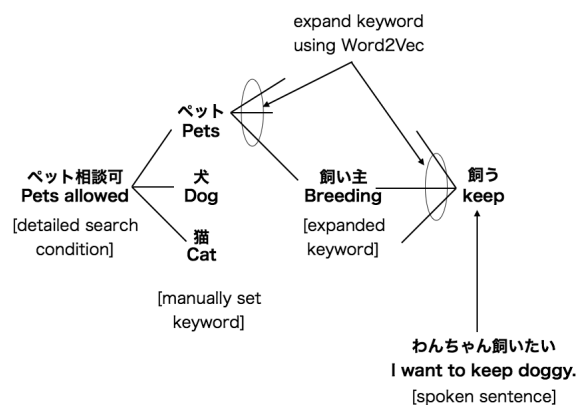 expand keyword
using Word2Vec
ペット
Pets
ペット相談可
Pets allowed
[detailed search
condition]
犬
Dog
猫
Cat
[manually set
keyword]
飼い主
Breeding
[expanded
keyword]
飼う
keep
わんちゃん飼いたい
I want to keep doggy.
[spoken sentence]